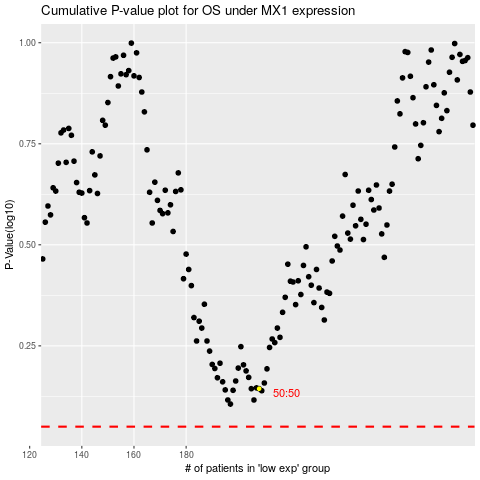 Cumulative P-value plot for OS under MX1 expression
1.00
0.75
0.50
0.25
P-Value(log10)
50:50
120 140 160 180
# of patients in 'low exp' group